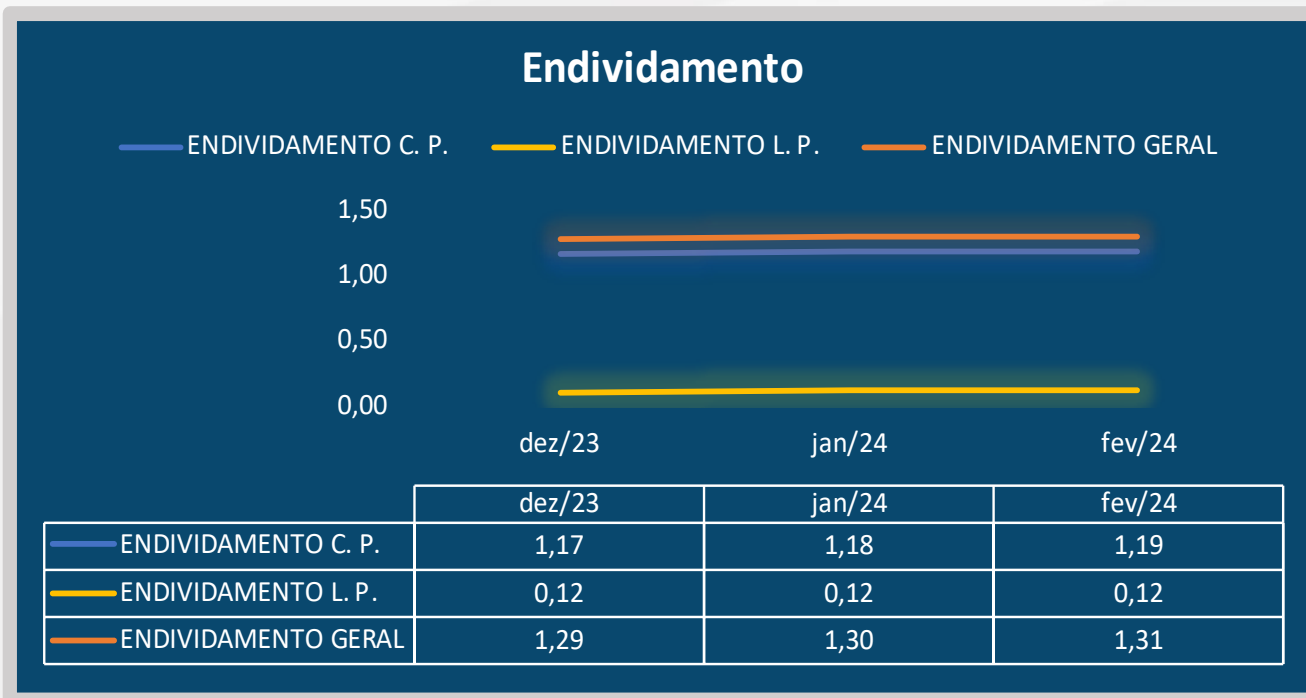 Endividamento
ENDIVIDAMENTO C. P. ENDIVIDAMENTO L. P. ENDIVIDAMENTO GERAL
1,50
1,00
0,50
0,00
dez/23 jan/24 fev/24
dez/23 jan/24 fev/24
ENDIVIDAMENTO C. P. 1,17 1,18 1,19
ENDIVIDAMENTO L. P. 0,12 0,12 0,12
ENDIVIDAMENTO GERAL 1,29 1,30 1,31